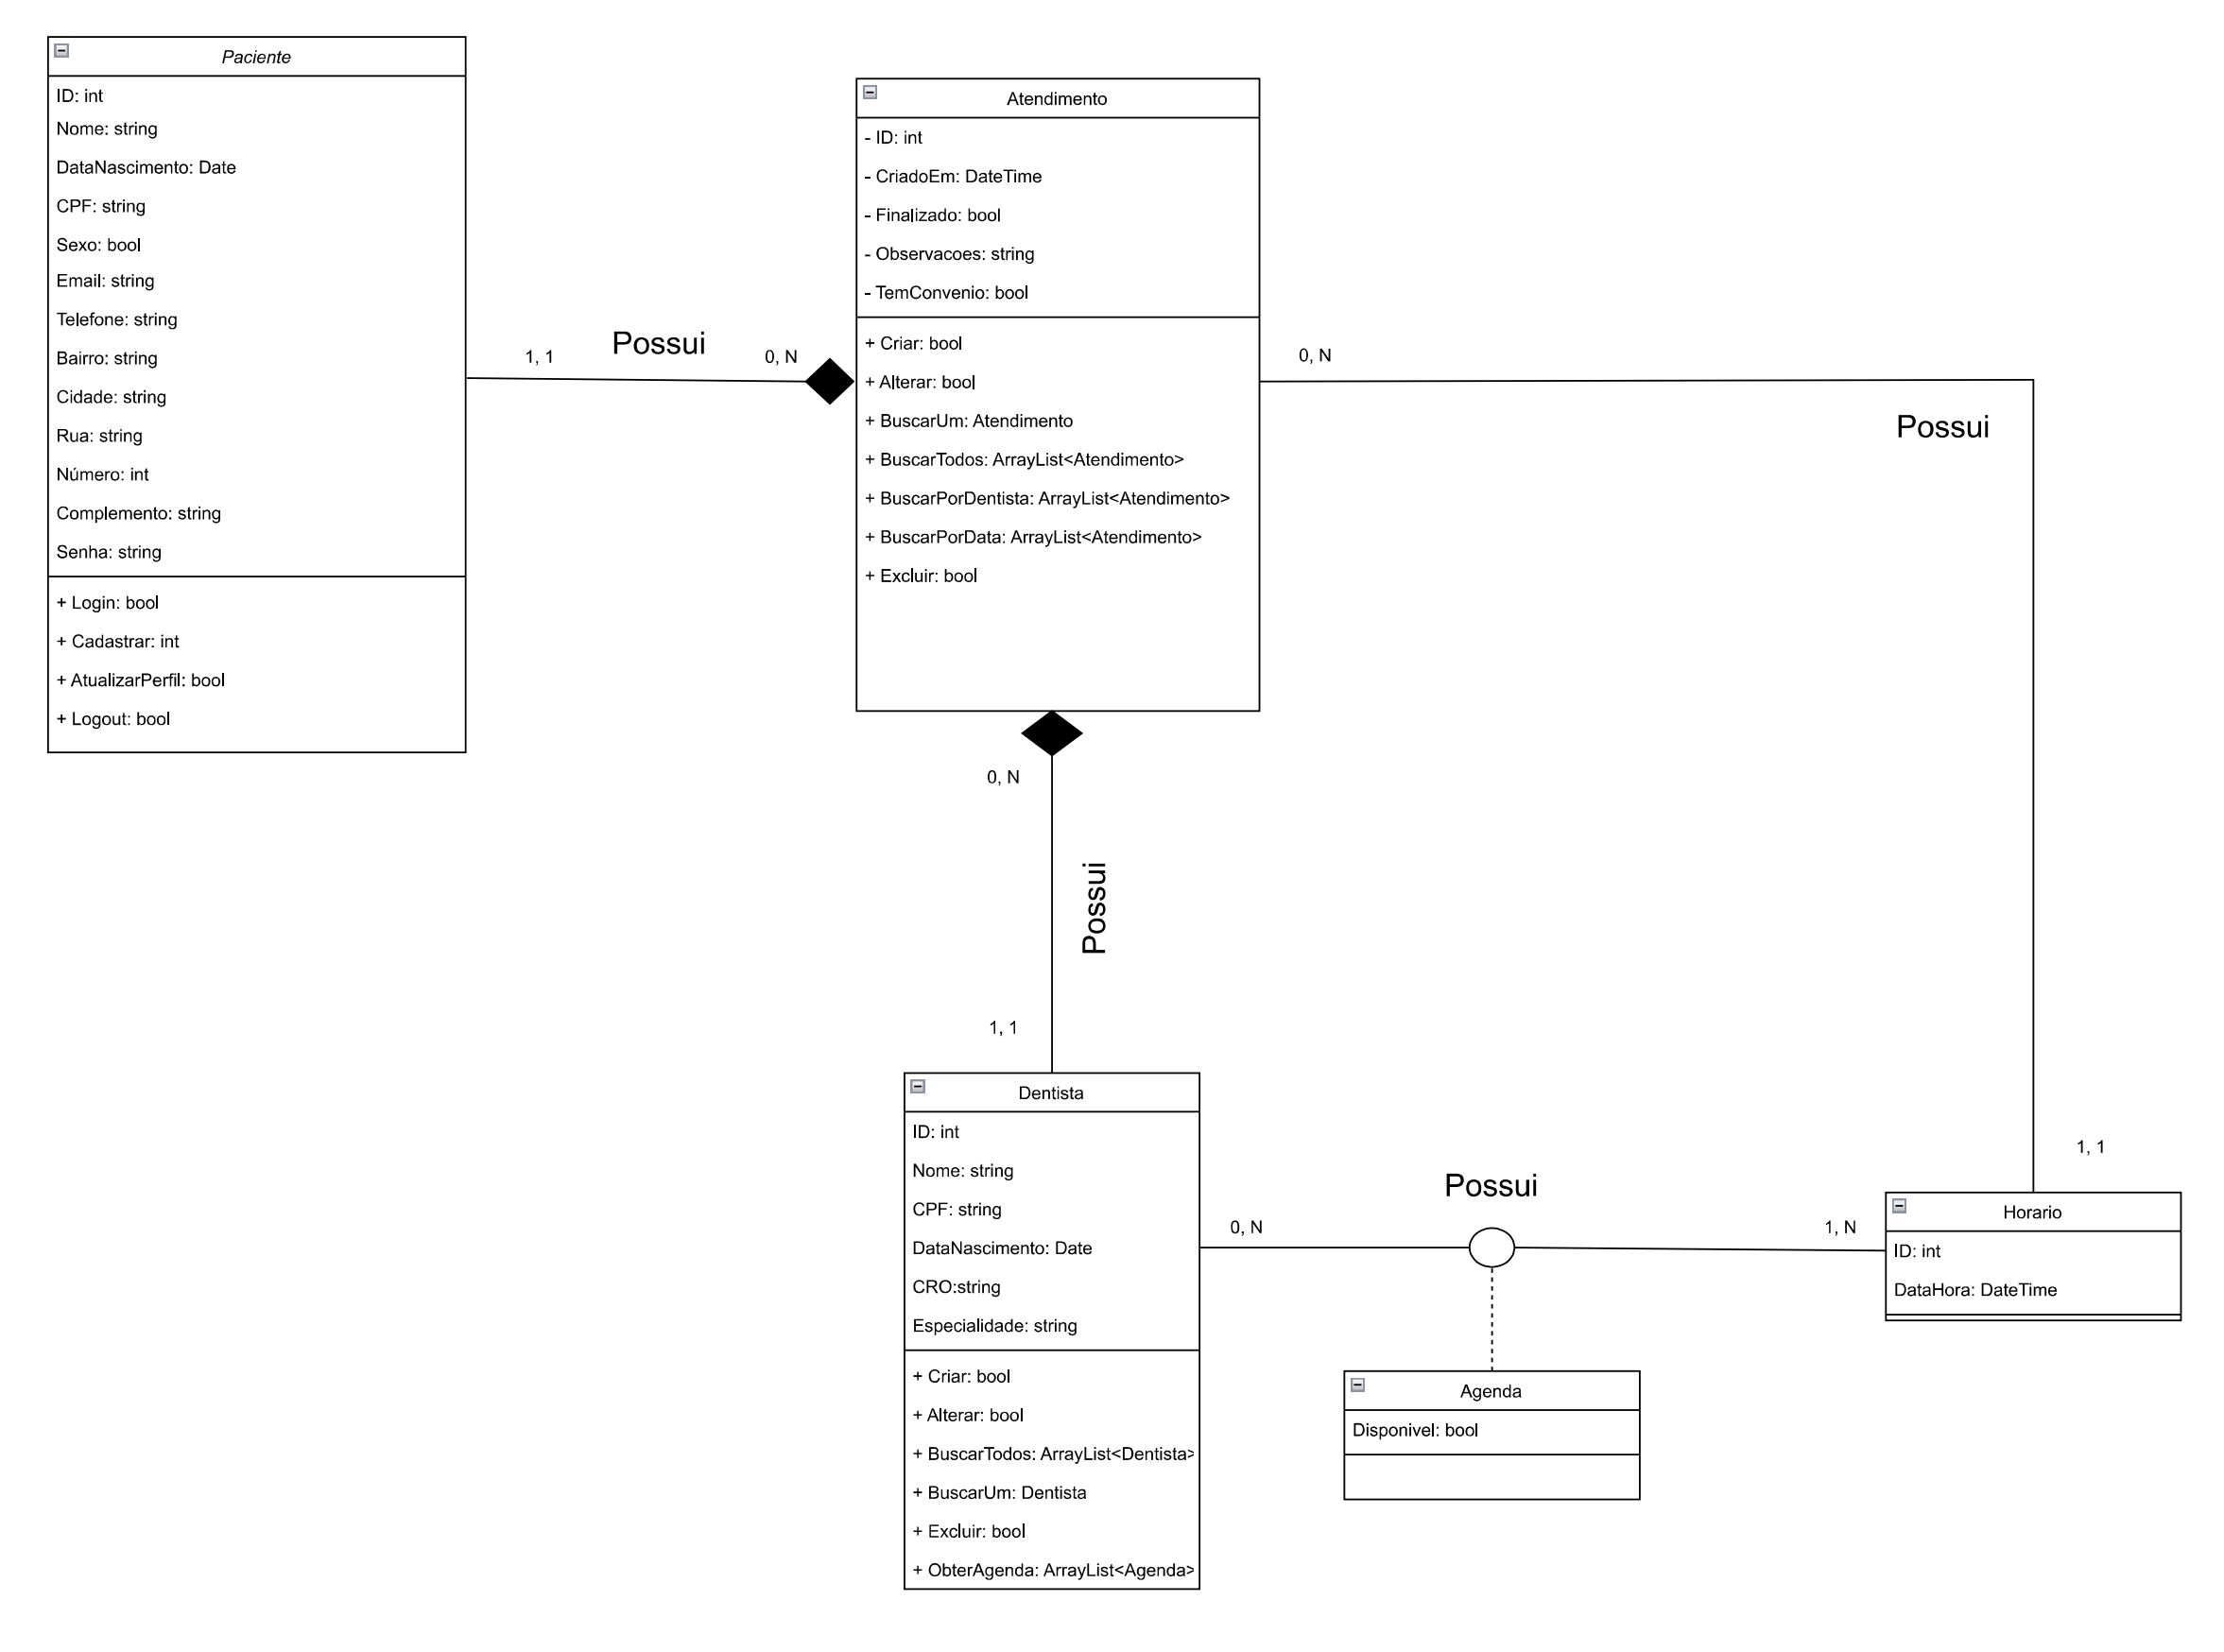 Paciente
ID: int
Nome: string
DataNascimento: Date
CPF: string
Sexo: bool
Email: string
Telefone: string
Bairro: string
Cidade: string
Rua: string
Número: int
Complemento: string
Senha: string
+ Login: bool
+ Cadastrar: int
+ AtualizarPerfil: bool
+ Logout: bool
1, 1
Possui
0, N
Atendimento
- ID: int
- CriadoEm: DateTime
- Finalizado: bool
- Observacoes: string
- TemConvenio: bool
+ Criar: bool
+ Alterar: bool
+ BuscarUm: Atendimento
+ BuscarTodos: ArrayList<Atendimento>
+ BuscarPorDentista: ArrayList<Atendimento>
+ BuscarPorData: ArrayList<Atendimento>
+ Excluir: bool
0, N
Possui
1, 1
0, N
Possui
1, 1
Dentista
ID: int
Nome: string
CPF: string
DataNascimento: Date
CRO:string
Especialidade: string
+ Criar: bool
+ Alterar: bool
+ BuscarTodos: ArrayList<Dentista>
+ BuscarUm: Dentista
+ Excluir: bool
+ ObterAgenda: ArrayList<Agenda>
0, N
Possui
1, N
Horario
ID: int
DataHora: DateTime
Agenda
Disponivel: bool